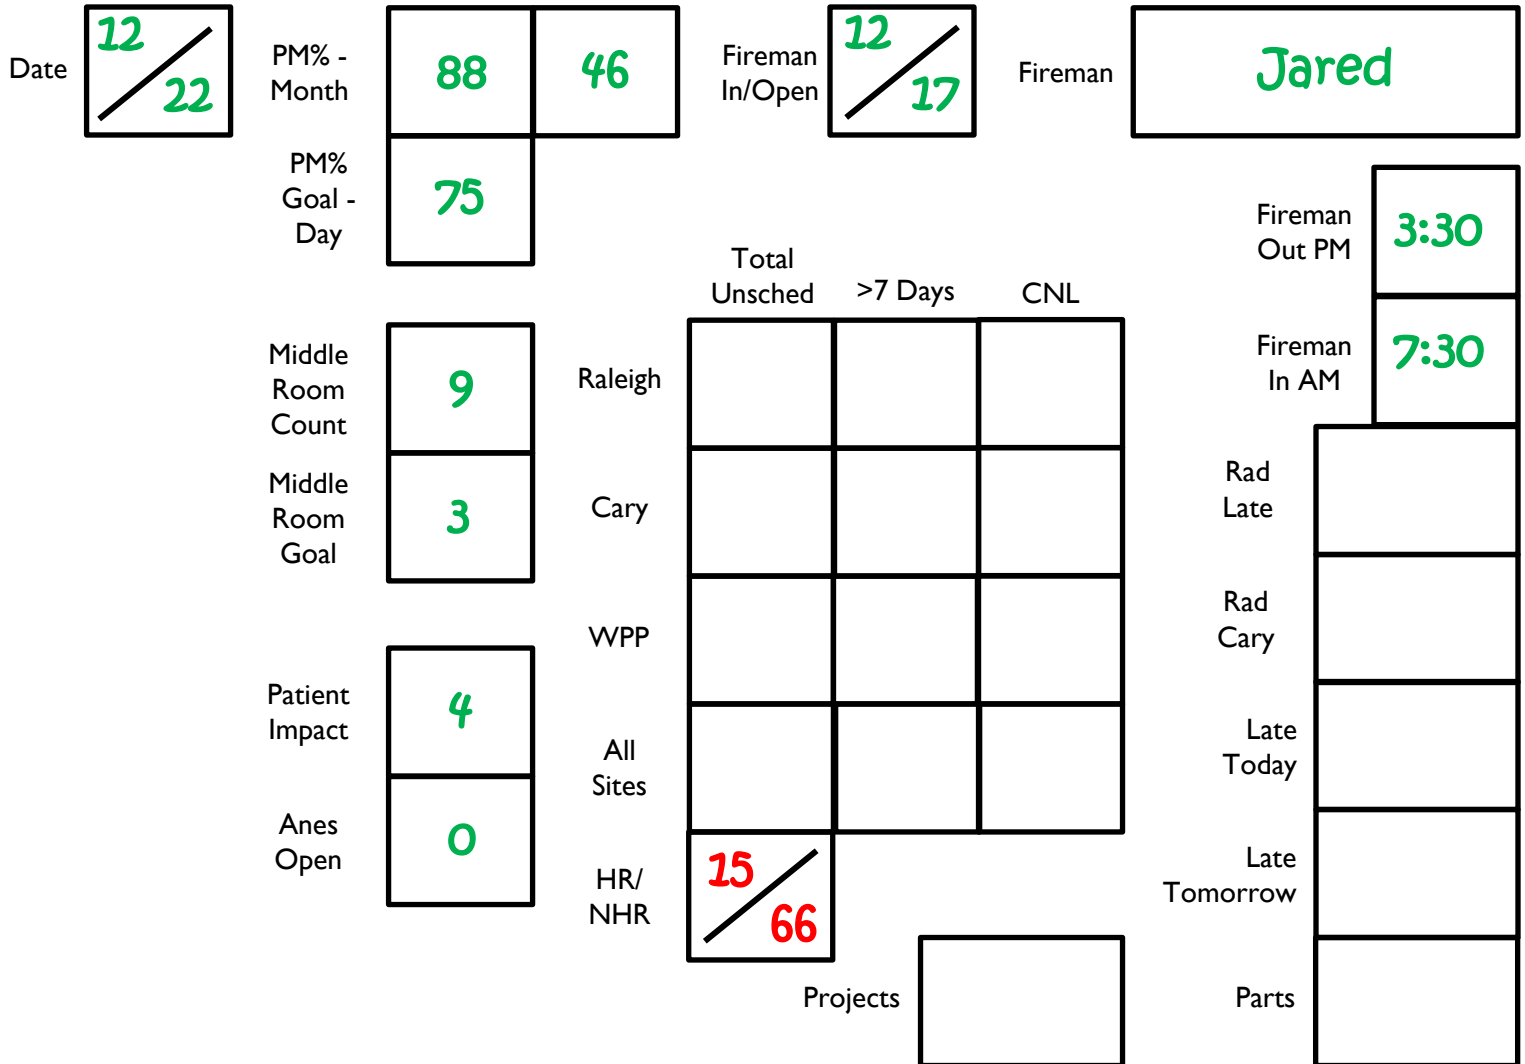 Date
12
22
PM% -
Month
88
46
Fireman
In/Open
12
17
Fireman
Jared
PM%
Goal -
Day
75
Fireman
Out PM
3:30
Total
Unsched
>7 Days
CNL
Fireman
In AM
7:30
Middle
Room
Count
9
Raleigh
Middle
Room
Goal
3
Cary
Rad
Late
WPP
Rad
Cary
Patient
Impact
4
All
Sites
Late
Today
Anes
Open
0
HR/
NHR
15
66
Late
Tomorrow
Projects
Parts